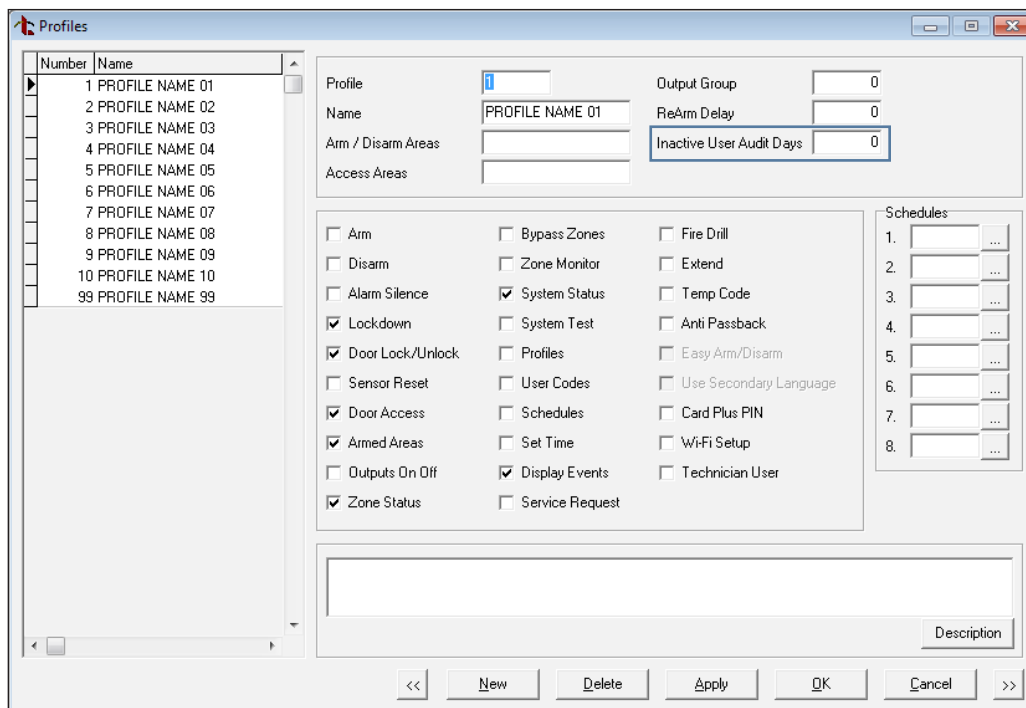 Profiles
Number Name
1 PROFILE NAME 01
2 PROFILE NAME 02
3 PROFILE NAME 03
4 PROFILE NAME 04
5 PROFILE NAME 05
6 PROFILE NAME 06
7 PROFILE NAME 07
8 PROFILE NAME 08
9 PROFILE NAME 09
10 PROFILE NAME 10
99 PROFILE NAME 99
Profile 1
Name PROFILE NAME 01
Arm / Disarm Areas
Access Areas
Output Group 0
ReArm Delay 0
Inactive User Audit Days 0
Arm
Disarm
Alarm Silence
Lockdown
Door Lock/Unlock
Sensor Reset
Door Access
Armed Areas
Outputs On Off
Zone Status
Bypass Zones
Zone Monitor
System Status
System Test
Profiles
User Codes
Schedules
Set Time
Display Events
Service Request
Fire Drill
Extend
Temp Code
Anti Passback
Easy Arm/Disarm
Use Secondary Language
Card Plus PIN
Wi-Fi Setup
Technician User
Schedules
1. ...
2. ...
3. ...
4. ...
5. ...
6. ...
7. ...
8. ...
Description
<< New Delete Apply OK Cancel >>